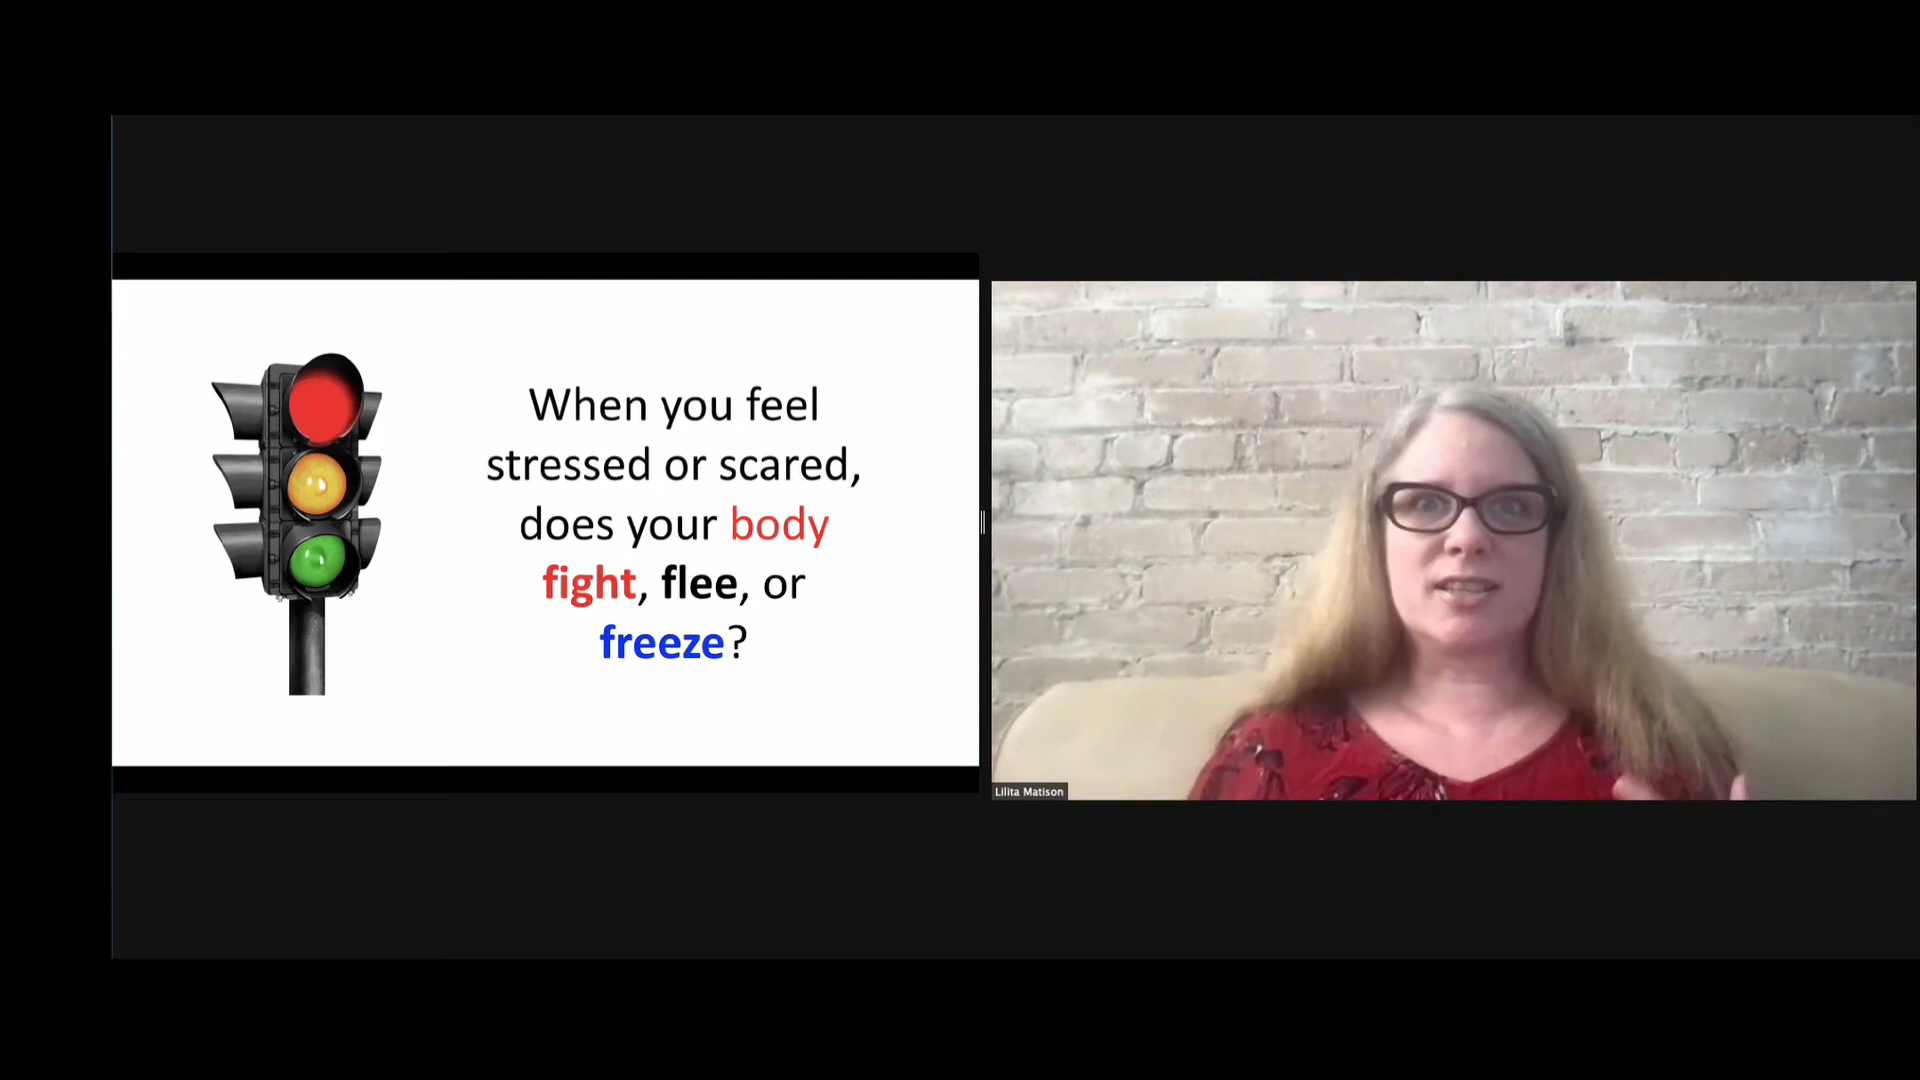 When you feel
stressed or scared,
does your body
fight, flee, or
freeze?
Lilita Matison